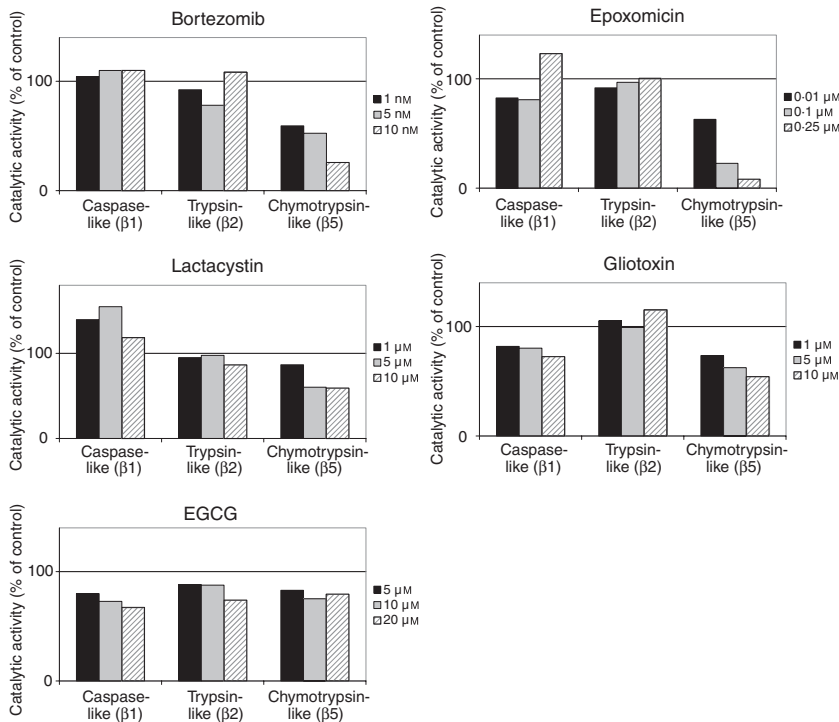 Bortezomib
Catalytic activity (% of control)
100
0
1 nM
5 nM
10 nM
Caspase-
like (β1)
Trypsin-
like (β2)
Chymotrypsin-
like (β5)
Epoxomicin
Catalytic activity (% of control)
100
0
0·01 μM
0·1 μM
0·25 μM
Caspase-
like (β1)
Trypsin-
like (β2)
Chymotrypsin-
like (β5)
Lactacystin
Catalytic activity (% of control)
100
0
1 μM
5 μM
10 μM
Caspase-
like (β1)
Trypsin-
like (β2)
Chymotrypsin-
like (β5)
Gliotoxin
Catalytic activity (% of control)
100
0
1 μM
5 μM
10 μM
Caspase-
like (β1)
Trypsin-
like (β2)
Chymotrypsin-
like (β5)
EGCG
Catalytic activity (% of control)
100
0
5 μM
10 μM
20 μM
Caspase-
like (β1)
Trypsin-
like (β2)
Chymotrypsin-
like (β5)